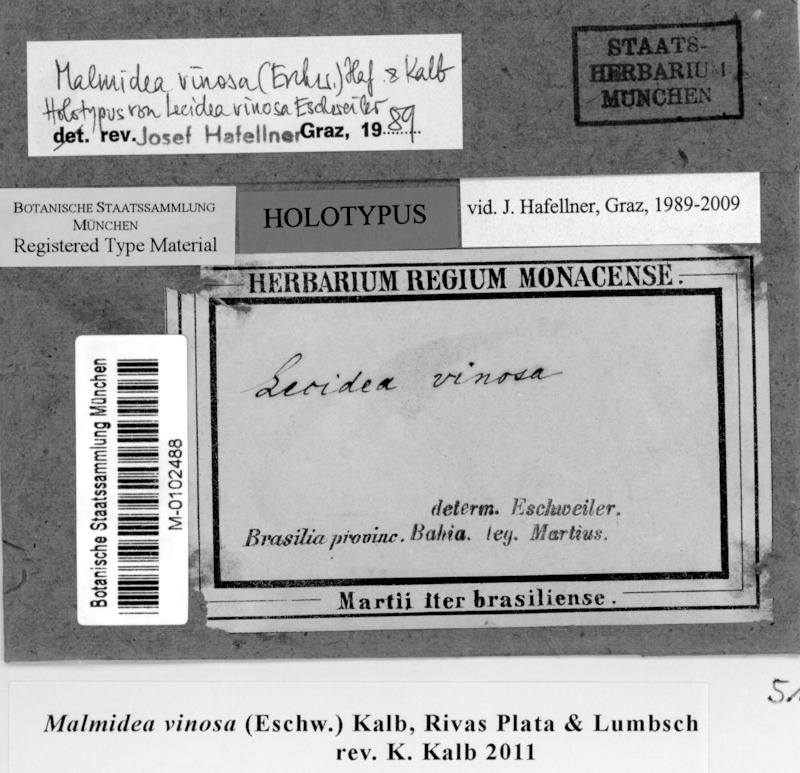 Malmidea vinosa (Eschw.) Haf. & Kalb
Holotypus von Lecidea vinosa Eschweiler
det. rev. Josef Hafellner Graz, 1989
STAATS-
HERBARIUM
MÜNCHEN
BOTANISCHE STAATSSAMMLUNG
MÜNCHEN
Registered Type Material
HOLOTYPUS
vid. J. Hafellner, Graz, 1989-2009
HERBARIUM REGIUM MONACENSE.
Lecidea vinosa
determ. Eschweiler.
Brasilia provinc. Bahia. leg. Martius.
Martii iter brasiliense.
Botanische Staatssammlung München
M-0102488
Malmidea vinosa (Eschw.) Kalb, Rivas Plata & Lumbsch
rev. K. Kalb 2011